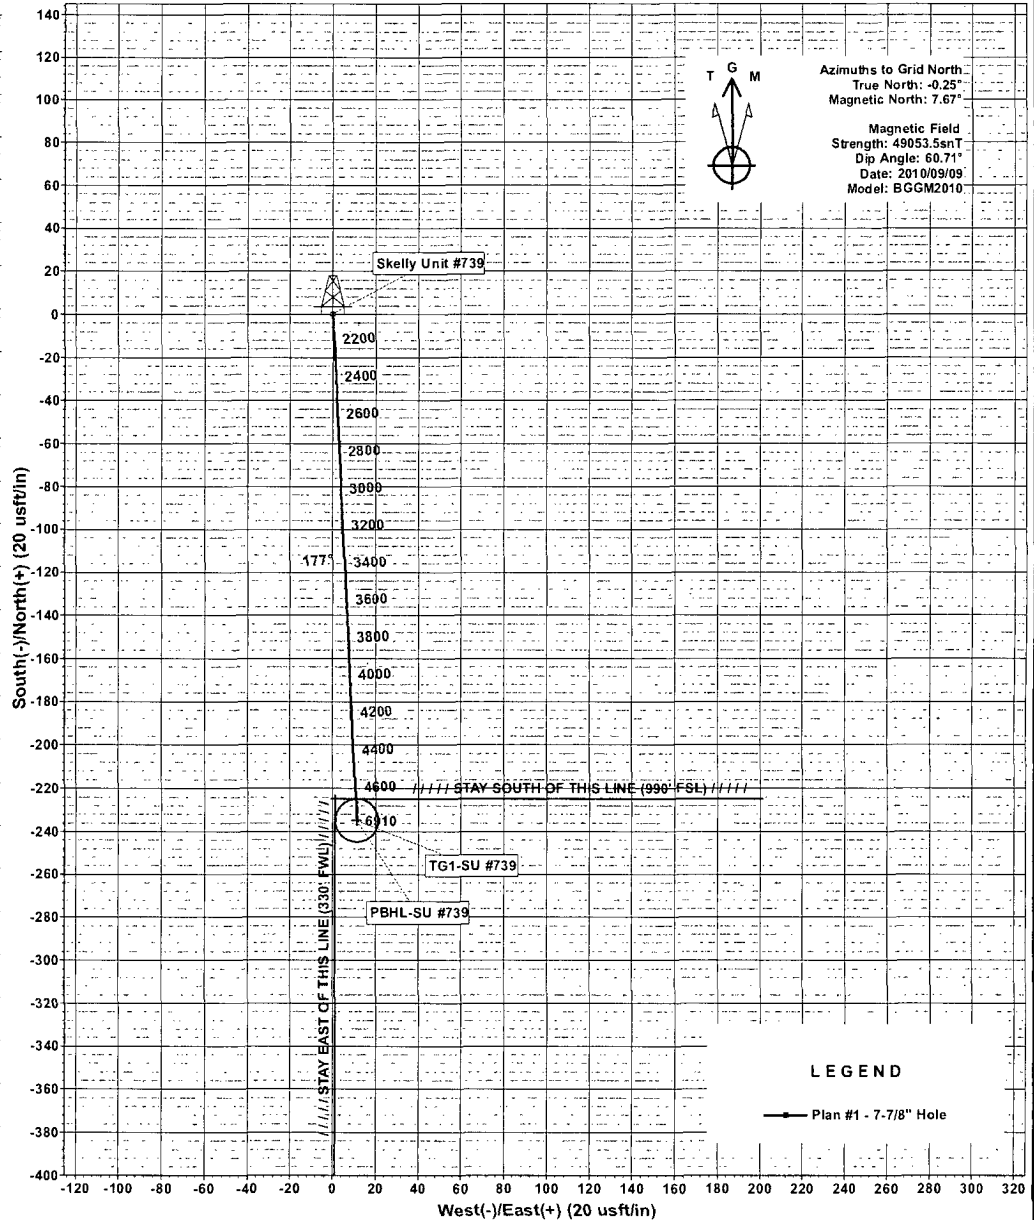 140
120
100
80
60
40
20
0
-20
-40
-60
-80
-100
-120
-140
-160
-180
-200
-220
-240
-260
-280
-300
-320
-340
-360
-380
-400
South(-)/North(+) (20 usft/in)
T G M
Azimuths to Grid North
True North: -0.25°
Magnetic North: 7.67°
Magnetic Field
Strength: 49053.5snT
Dip Angle: 60.71°
Date: 2010/09/09
Model: BGGM2010
Skelly Unit #739
2200
2400
2600
2800
3000
3200
177°
3400
3600
3800
4000
4200
4400
4600
///// STAY SOUTH OF THIS LINE (990' FSL) /////
6910
TG1-SU #739
PBHL-SU #739
///// STAY EAST OF THIS LINE (330' FWL) /////
LEGEND
Plan #1 - 7-7/8" Hole
-120 -100 -80 -60 -40 -20 0 20 40 60 80 100 120 140 160 180 200 220 240 260 280 300 320
West(-)/East(+) (20 usft/in)